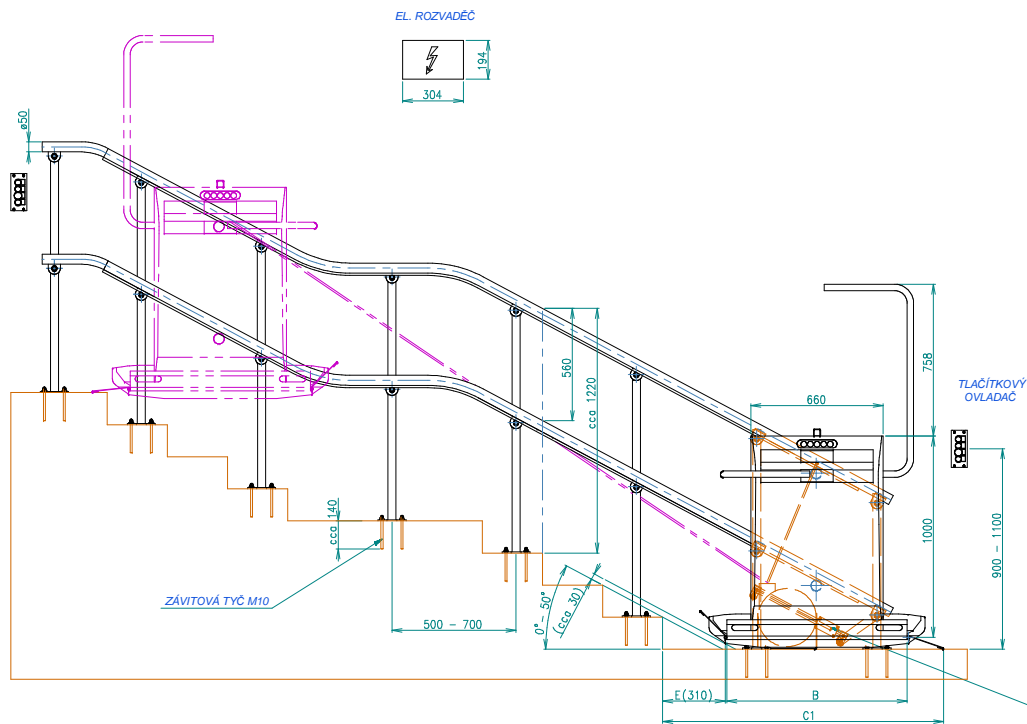 EL. ROZVADĚČ
194
304
ø50
758
TLAČÍTKOVÝ
OVLADAČ
660
560
cca 1220
1000
900 - 1100
cca 140
ZÁVITOVÁ TYČ M10
500 - 700
0° - 50°
(cca 30)
E(310)
B
C1